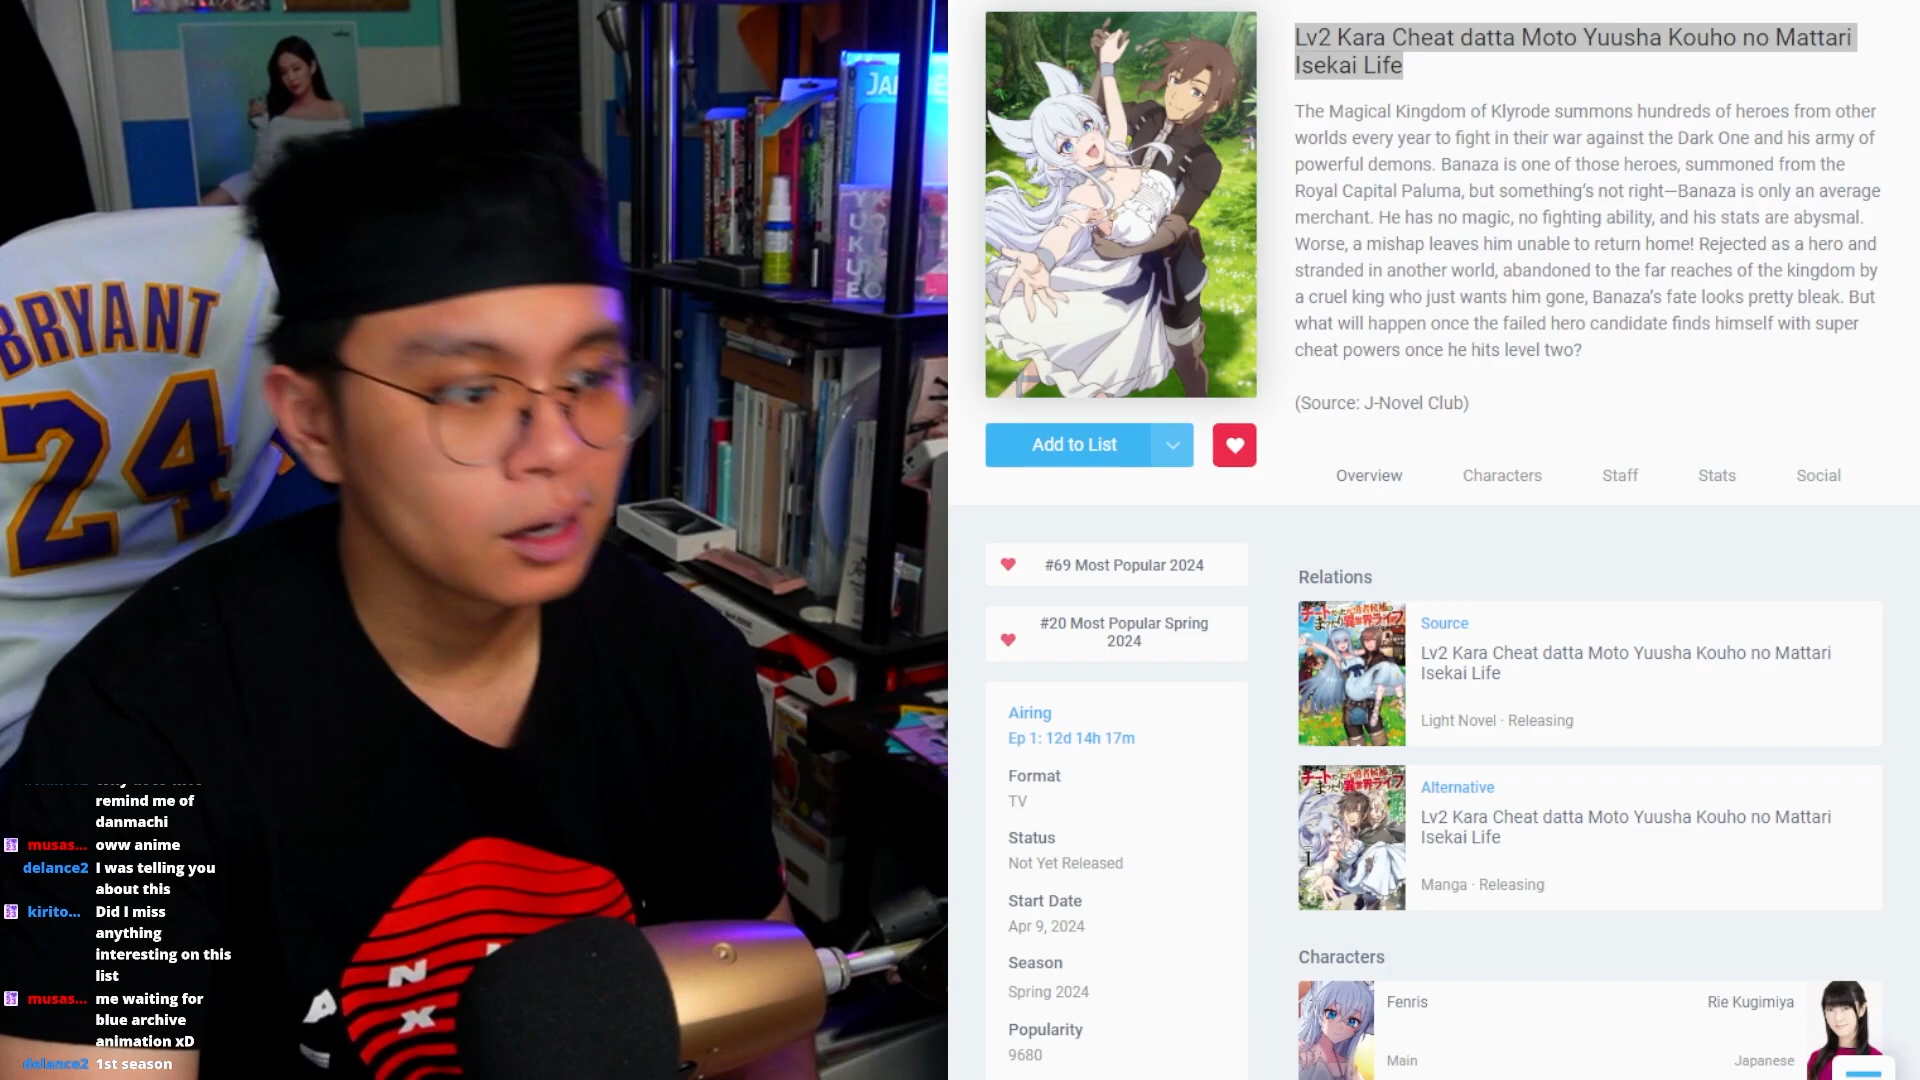 BRYANT
24
JA
remind me of
danmachi
musas... oww anime
delance2 I was telling you
about this
kirito... Did I miss
anything
interesting on this
list
musas... me waiting for
blue archive
animation xD
delance2 1st season
A N X
Lv2 Kara Cheat datta Moto Yuusha Kouho no Mattari
Isekai Life
The Magical Kingdom of Klyrode summons hundreds of heroes from other
worlds every year to fight in their war against the Dark One and his army of
powerful demons. Banaza is one of those heroes, summoned from the
Royal Capital Paluma, but something's not right—Banaza is only an average
merchant. He has no magic, no fighting ability, and his stats are abysmal.
Worse, a mishap leaves him unable to return home! Rejected as a hero and
stranded in another world, abandoned to the far reaches of the kingdom by
a cruel king who just wants him gone, Banaza's fate looks pretty bleak. But
what will happen once the failed hero candidate finds himself with super
cheat powers once he hits level two?
(Source: J-Novel Club)
Add to List
Overview Characters Staff Stats Social
#69 Most Popular 2024
#20 Most Popular Spring
2024
Airing
Ep 1: 12d 14h 17m
Format
TV
Status
Not Yet Released
Start Date
Apr 9, 2024
Season
Spring 2024
Popularity
9680
Relations
Source
Lv2 Kara Cheat datta Moto Yuusha Kouho no Mattari
Isekai Life
Light Novel · Releasing
Alternative
Lv2 Kara Cheat datta Moto Yuusha Kouho no Mattari
Isekai Life
Manga · Releasing
Characters
Fenris
Main
Rie Kugimiya
Japanese